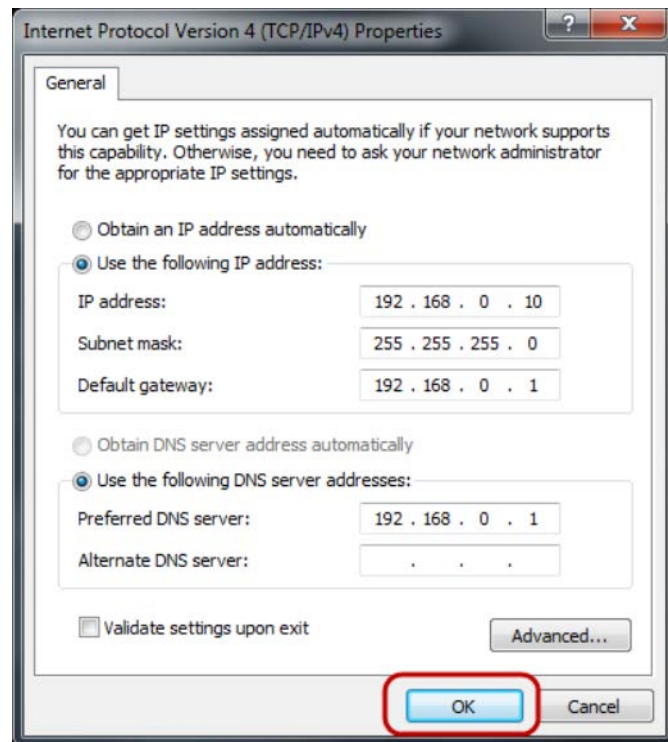 Internet Protocol Version 4 (TCP/IPv4) Properties
General
You can get IP settings assigned automatically if your network supports
this capability. Otherwise, you need to ask your network administrator
for the appropriate IP settings.
Obtain an IP address automatically
Use the following IP address:
IP address: 192 . 168 . 0 . 10
Subnet mask: 255 . 255 . 255 . 0
Default gateway: 192 . 168 . 0 . 1
Obtain DNS server address automatically
Use the following DNS server addresses:
Preferred DNS server: 192 . 168 . 0 . 1
Alternate DNS server: . . .
Validate settings upon exit
Advanced...
OK Cancel